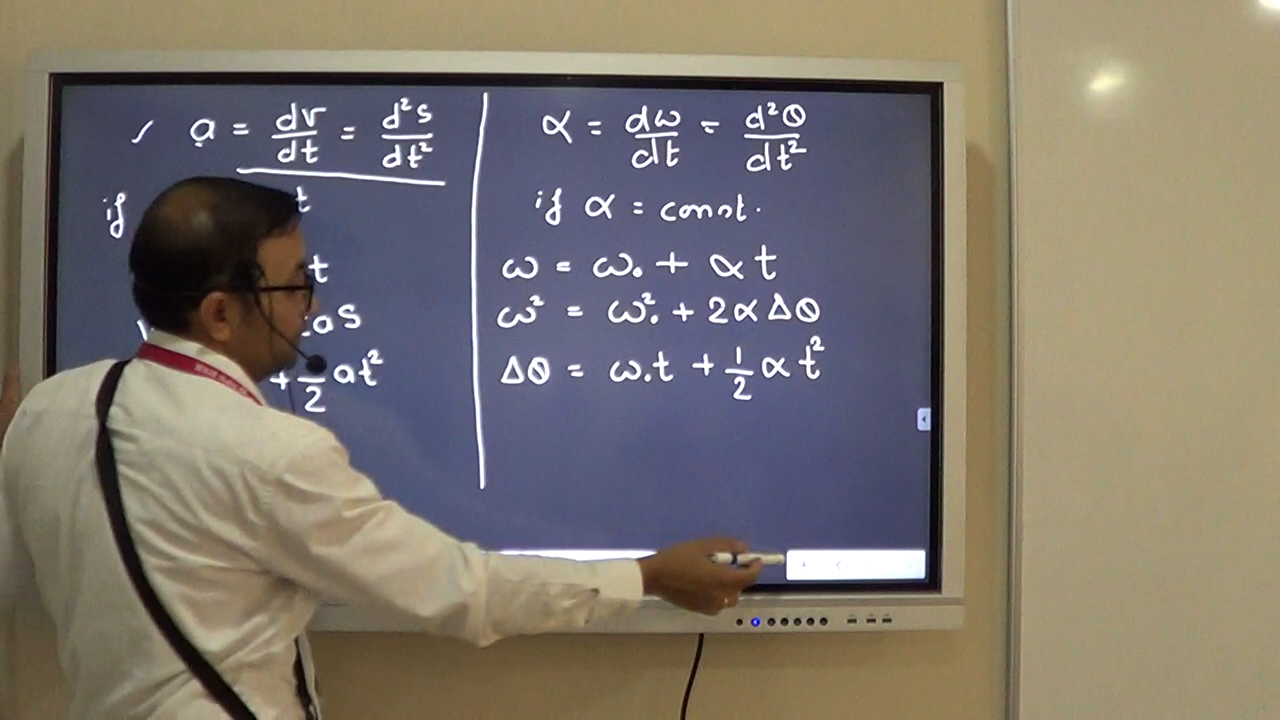 a = dv/dt = d²s/dt²
if t
t
as
+ 1/2 at²
α = dω/dt = d²θ/dt²
if α = const.
ω = ω₀ + αt
ω² = ω₀² + 2αΔθ
Δθ = ω₀t + 1/2 αt²